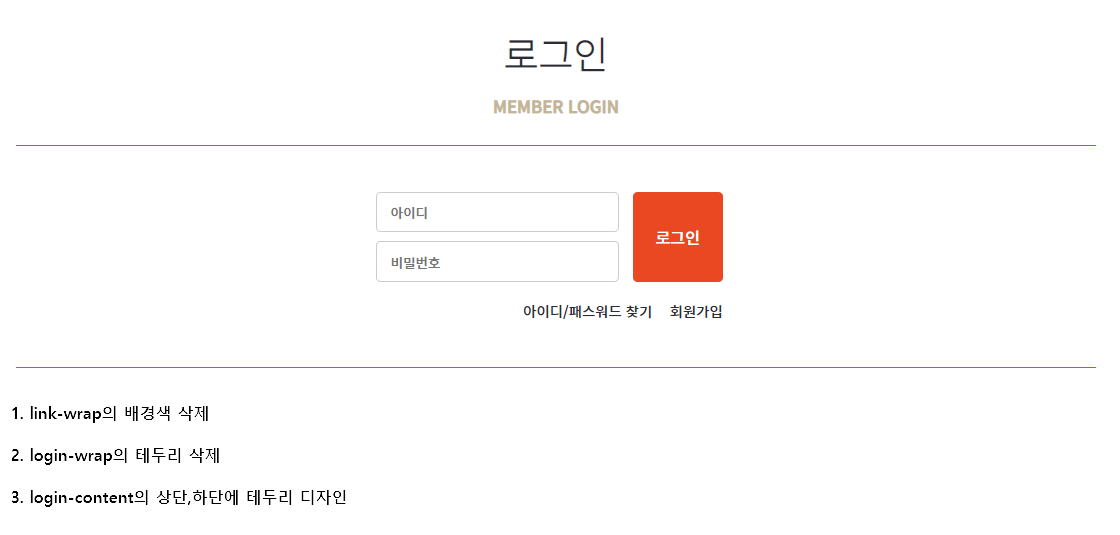 로그인
MEMBER LOGIN
아이디
로그인
비밀번호
아이디/패스워드 찾기 회원가입
1. link-wrap의 배경색 삭제
2. login-wrap의 테두리 삭제
3. login-content의 상단,하단에 테두리 디자인